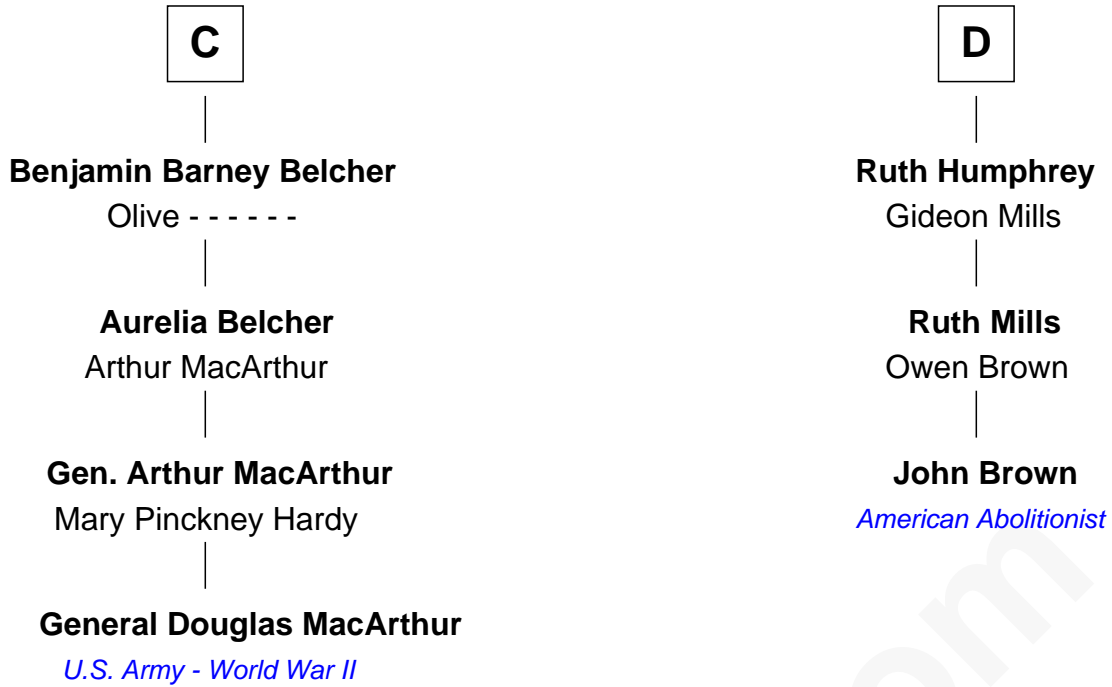 C
Benjamin Barney Belcher
Olive - - - - - -
Aurelia Belcher
Arthur MacArthur
Gen. Arthur MacArthur
Mary Pinckney Hardy
General Douglas MacArthur
U.S. Army - World War II
D
Ruth Humphrey
Gideon Mills
Ruth Mills
Owen Brown
John Brown
American Abolitionist
om